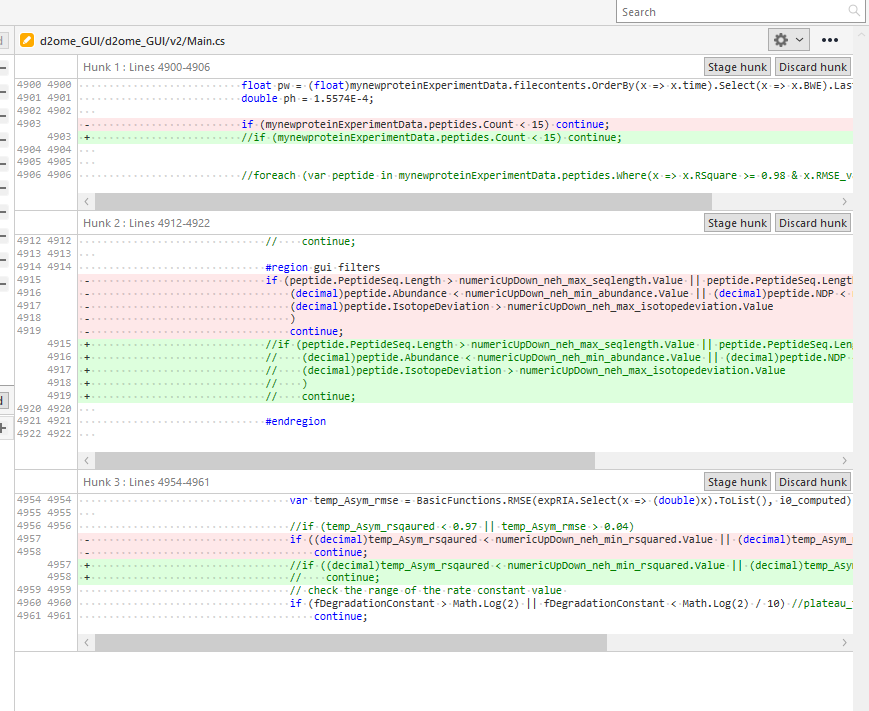 Search
d2ome_GUI/d2ome_GUI/v2/Main.cs
Hunk 1 : Lines 4900-4906
Stage hunk Discard hunk
4900 4900 float pw = (float)mynewproteinExperimentData.filecontents.OrderBy(x => x.time).Select(x => x.BWE).Las
4901 4901 double ph = 1.5574E-4;
4902 4902
4903 - if (mynewproteinExperimentData.peptides.Count < 15) continue;
4903 + //if (mynewproteinExperimentData.peptides.Count < 15) continue;
4904 4904
4905 4905
4906 4906 //foreach (var peptide in mynewproteinExperimentData.peptides.Where(x => x.RSquare >= 0.98 & x.RMSE_v
Hunk 2 : Lines 4912-4922
Stage hunk Discard hunk
4912 4912 // continue;
4913 4913
4914 4914 #region gui filters
4915 - if (peptide.PeptideSeq.Length > numericUpDown_neh_max_seqlength.Value || peptide.PeptideSeq.Lengt
4916 - (decimal)peptide.Abundance < numericUpDown_neh_min_abundance.Value || (decimal)peptide.NDP <
4917 - (decimal)peptide.IsotopeDeviation > numericUpDown_neh_max_isotopedeviation.Value
4918 - )
4919 - continue;
4915 + //if (peptide.PeptideSeq.Length > numericUpDown_neh_max_seqlength.Value || peptide.PeptideSeq.Len
4916 + // (decimal)peptide.Abundance < numericUpDown_neh_min_abundance.Value || (decimal)peptide.NDP
4917 + // (decimal)peptide.IsotopeDeviation > numericUpDown_neh_max_isotopedeviation.Value
4918 + // )
4919 + // continue;
4920 4920
4921 4921 #endregion
4922 4922
Hunk 3 : Lines 4954-4961
Stage hunk Discard hunk
4954 4954 var temp_Asym_rmse = BasicFunctions.RMSE(expRIA.Select(x => (double)x).ToList(), i0_computed)
4955 4955
4956 4956 //if (temp_Asym_rsqaured < 0.97 || temp_Asym_rmse > 0.04)
4957 - if ((decimal)temp_Asym_rsqaured < numericUpDown_neh_min_rsquared.Value || (decimal)temp_Asym_
4958 - continue;
4957 + //if ((decimal)temp_Asym_rsqaured < numericUpDown_neh_min_rsquared.Value || (decimal)temp_Asy
4958 + // continue;
4959 4959 // check the range of the rate constant value
4960 4960 if (fDegradationConstant > Math.Log(2) || fDegradationConstant < Math.Log(2) / 10) //plateau_
4961 4961 continue;